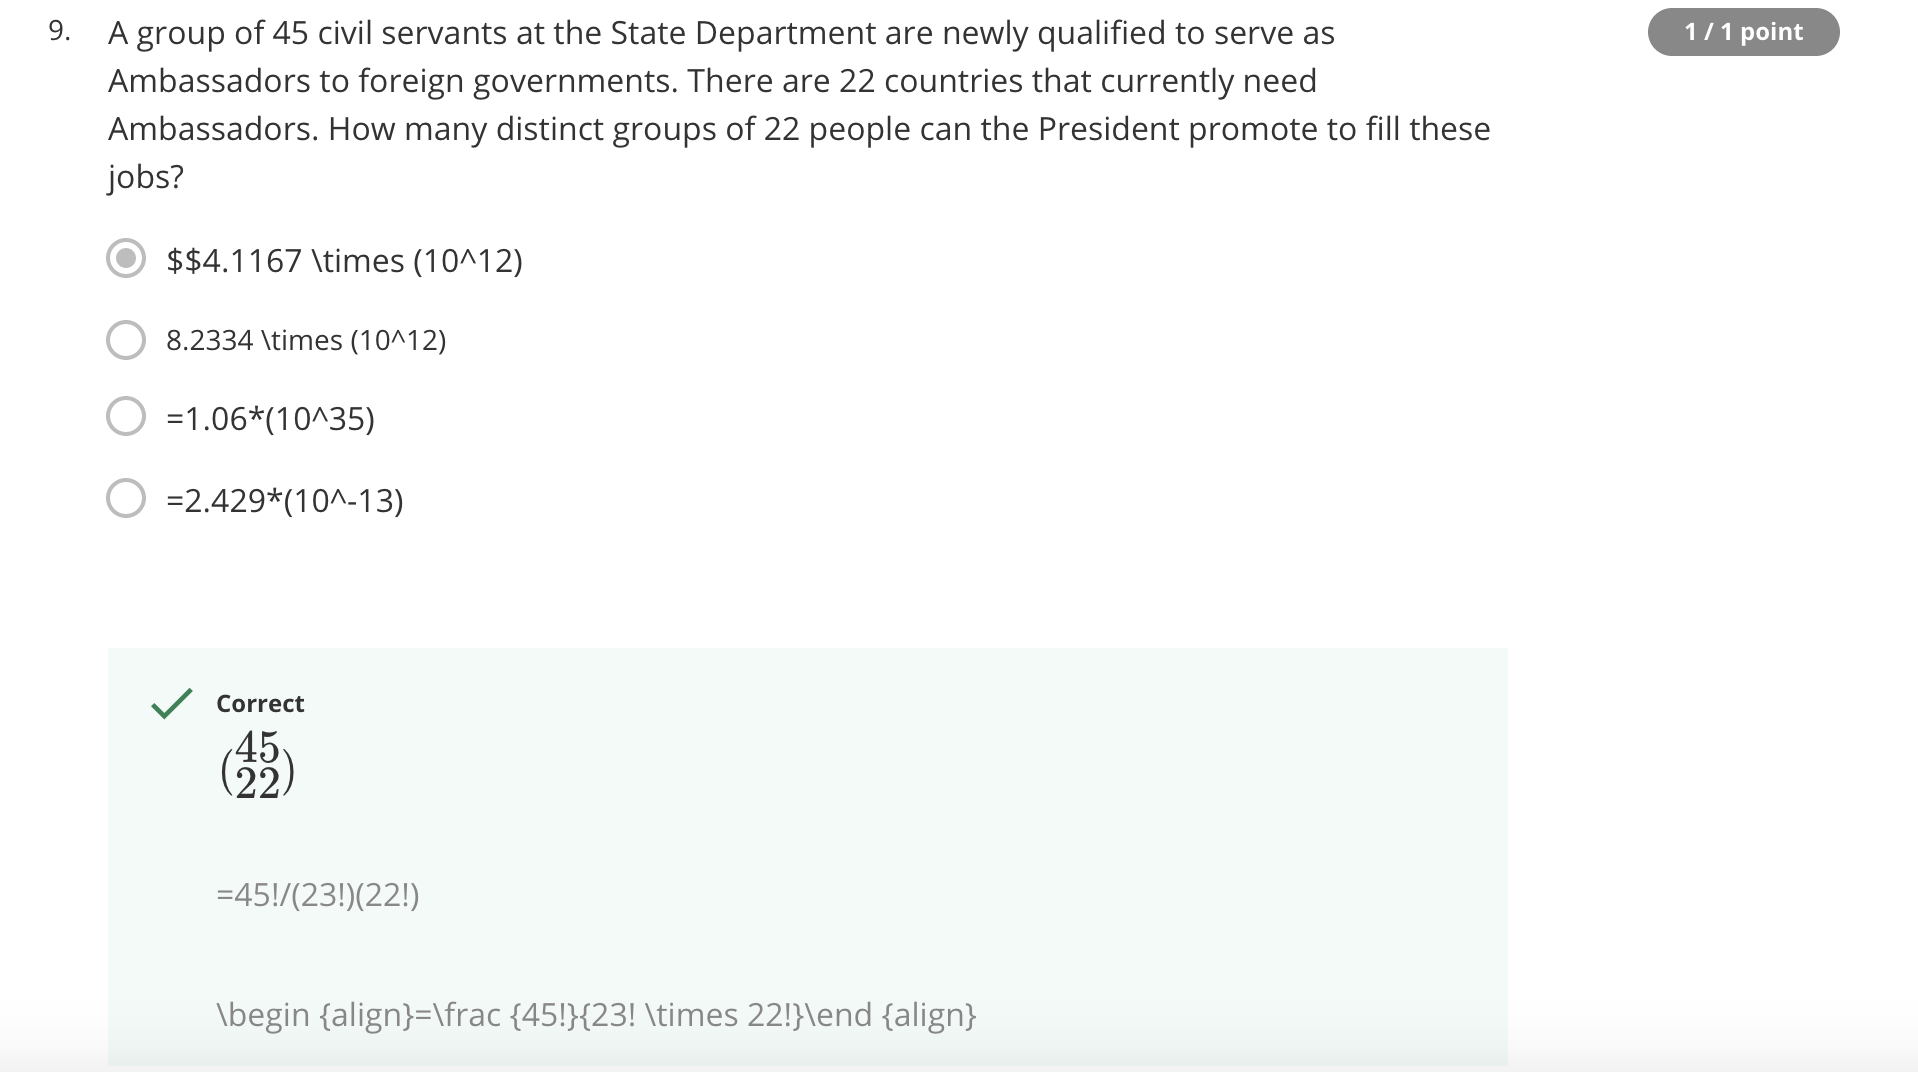 9. A group of 45 civil servants at the State Department are newly qualified to serve as
1 / 1 point
Ambassadors to foreign governments. There are 22 countries that currently need
Ambassadors. How many distinct groups of 22 people can the President promote to fill these
jobs?
$$4.1167 \times (10^12)
8.2334 \times (10^12)
=1.06*(10^35)
=2.429*(10^-13)
Correct
(45
22)
=45!/(23!)(22!)
\begin {align}=\frac {45!}{23! \times 22!}\end {align}